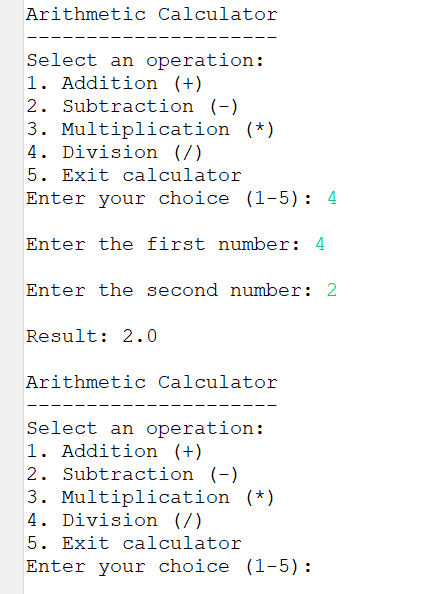 Arithmetic Calculator
---------------------
Select an operation:
1. Addition (+)
2. Subtraction (-)
3. Multiplication (*)
4. Division (/)
5. Exit calculator
Enter your choice (1-5): 4
Enter the first number: 4
Enter the second number: 2
Result: 2.0
Arithmetic Calculator
---------------------
Select an operation:
1. Addition (+)
2. Subtraction (-)
3. Multiplication (*)
4. Division (/)
5. Exit calculator
Enter your choice (1-5):